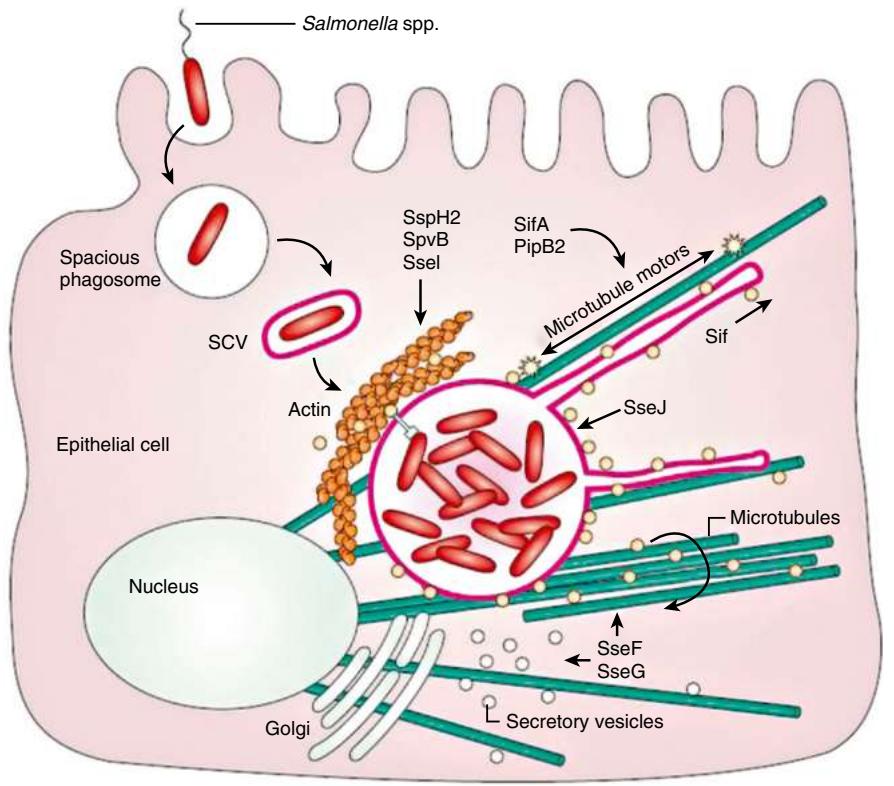 Salmonella spp.
SspH2
SpvB
SseI
SifA
PipB2
Microtubule motors
Spacious
phagosome
SCV
Sif
Actin
SseJ
Epithelial cell
Microtubules
Nucleus
SseF
SseG
Golgi
Secretory vesicles